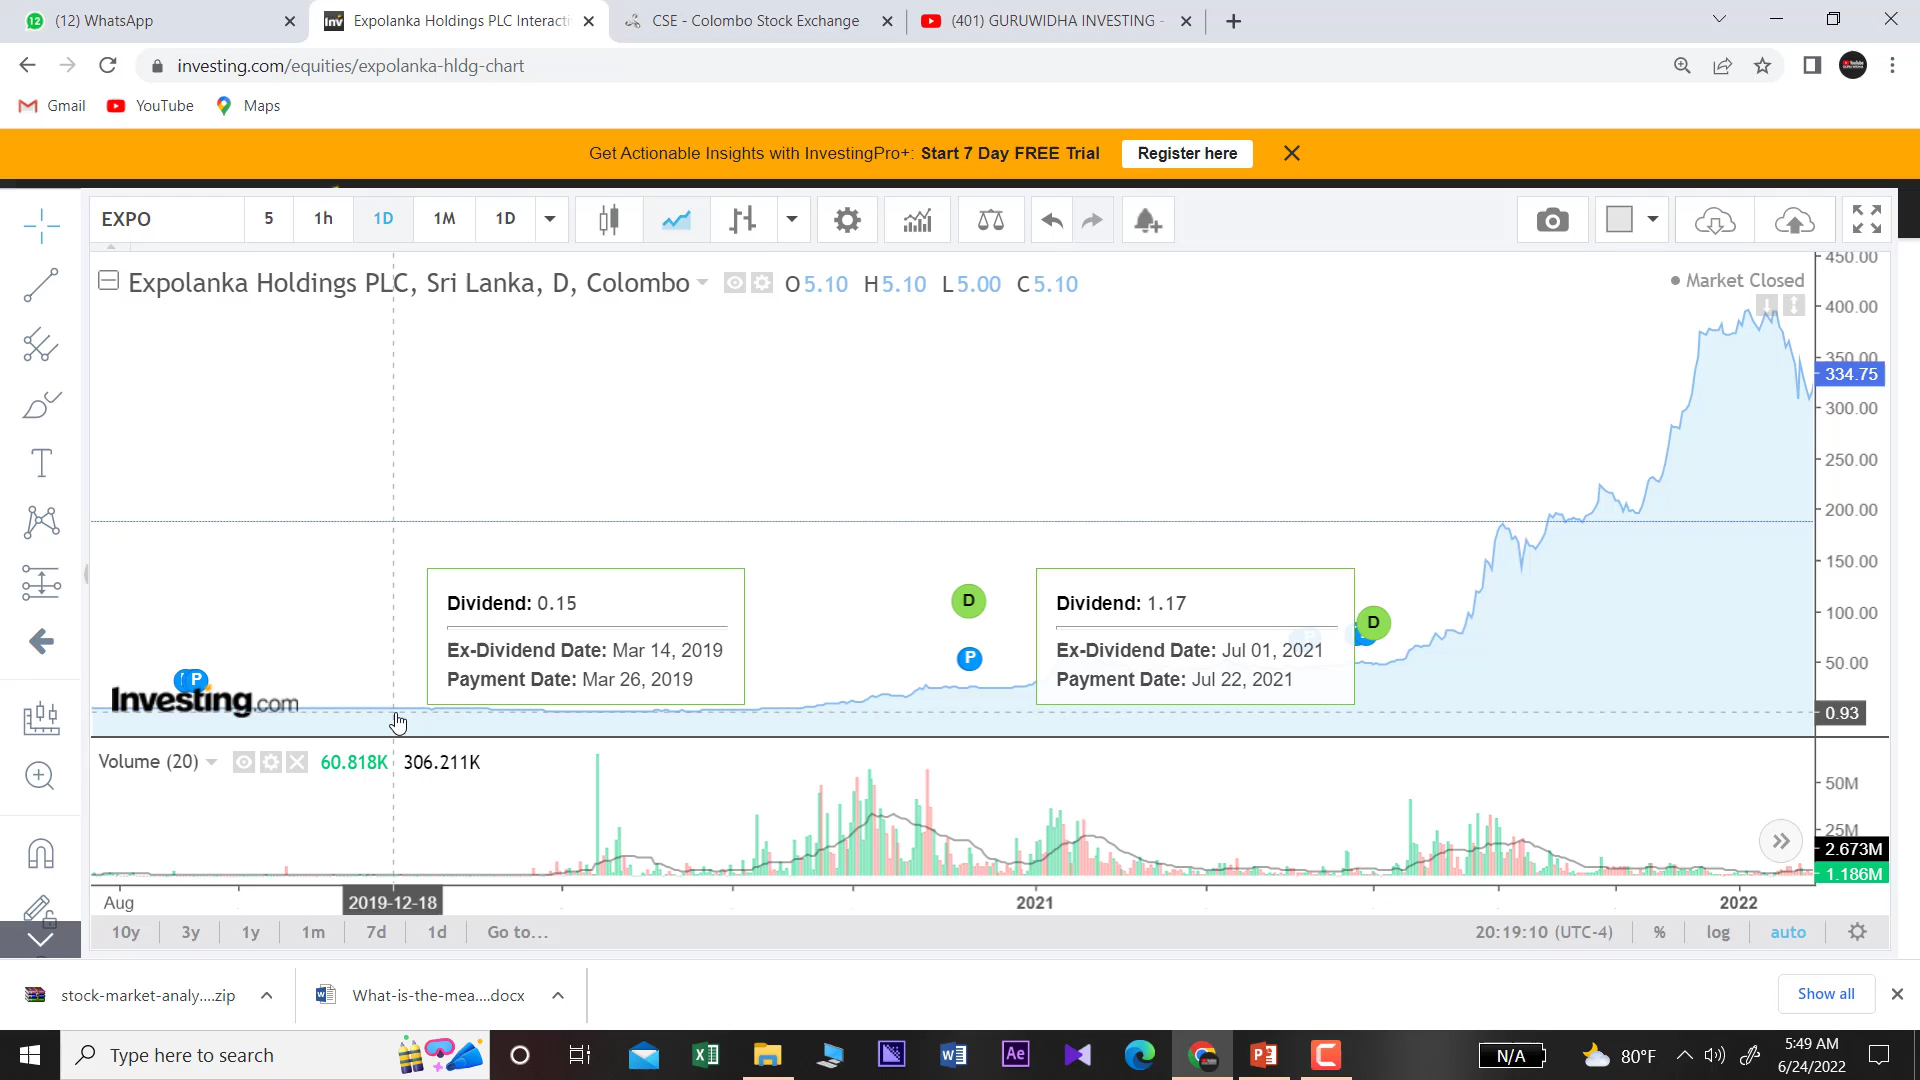 12 (12) WhatsApp
Inv Expolanka Holdings PLC Interacti
CSE - Colombo Stock Exchange
(401) GURUWIDHA INVESTING -
investing.com/equities/expolanka-hldg-chart
Gmail YouTube Maps
Get Actionable Insights with InvestingPro+: Start 7 Day FREE Trial Register here
EXPO 5 1h 1D 1M 1D
Expolanka Holdings PLC, Sri Lanka, D, Colombo O 5.10 H 5.10 L 5.00 C 5.10
Market Closed
450.00
400.00
350.00
334.75
300.00
250.00
200.00
150.00
100.00
50.00
0.93
Dividend: 0.15
Ex-Dividend Date: Mar 14, 2019
Payment Date: Mar 26, 2019
D
P
Dividend: 1.17
Ex-Dividend Date: Jul 01, 2021
Payment Date: Jul 22, 2021
D
P
P
Investing.com
Volume (20) 60.818K 306.211K
50M
25M
2.673M
1.186M
Aug 2019-12-18 2021 2022
10y 3y 1y 1m 7d 1d Go to... 20:19:10 (UTC-4) % log auto
stock-market-analy....zip What-is-the-mea....docx Show all
Type here to search
Ae
N/A 80°F
5:49 AM
6/24/2022